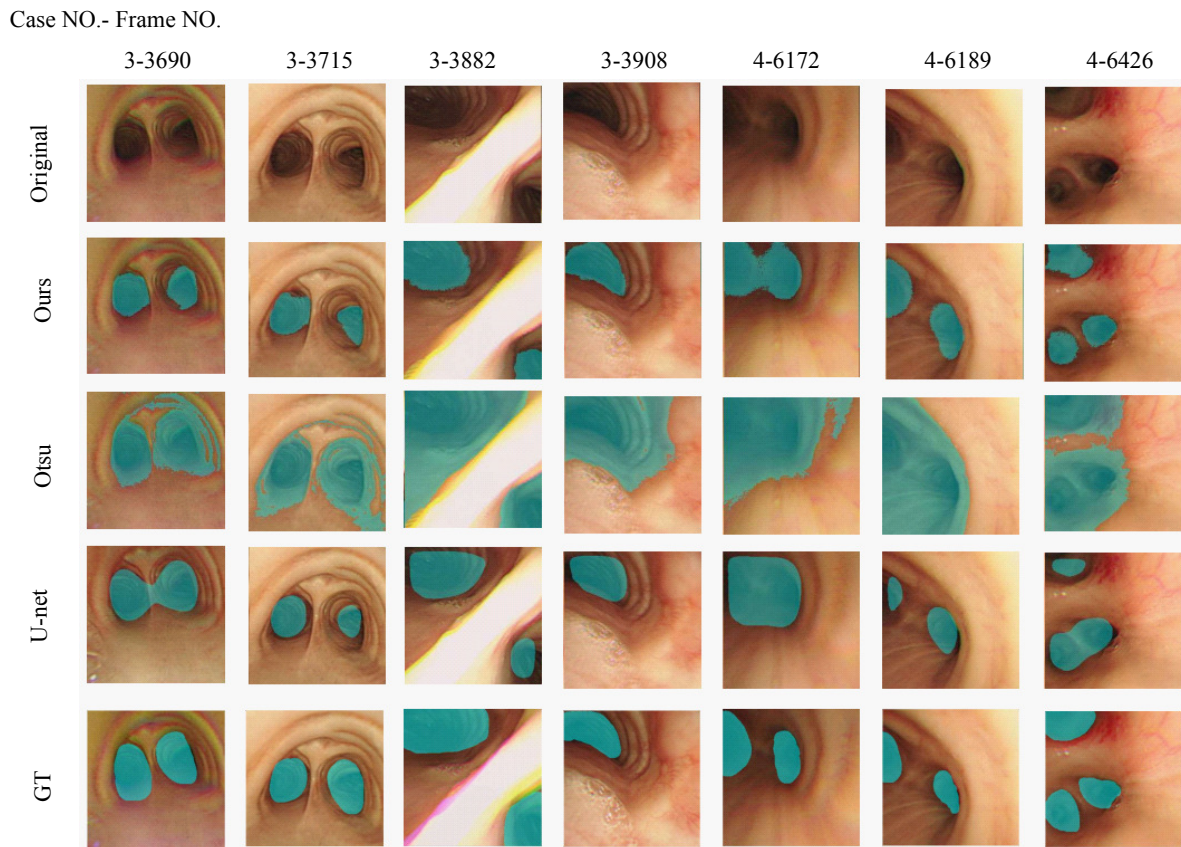 Case NO.- Frame NO.
3-3690 3-3715 3-3882 3-3908 4-6172 4-6189 4-6426
Original
Ours
Otsu
U-net
GT